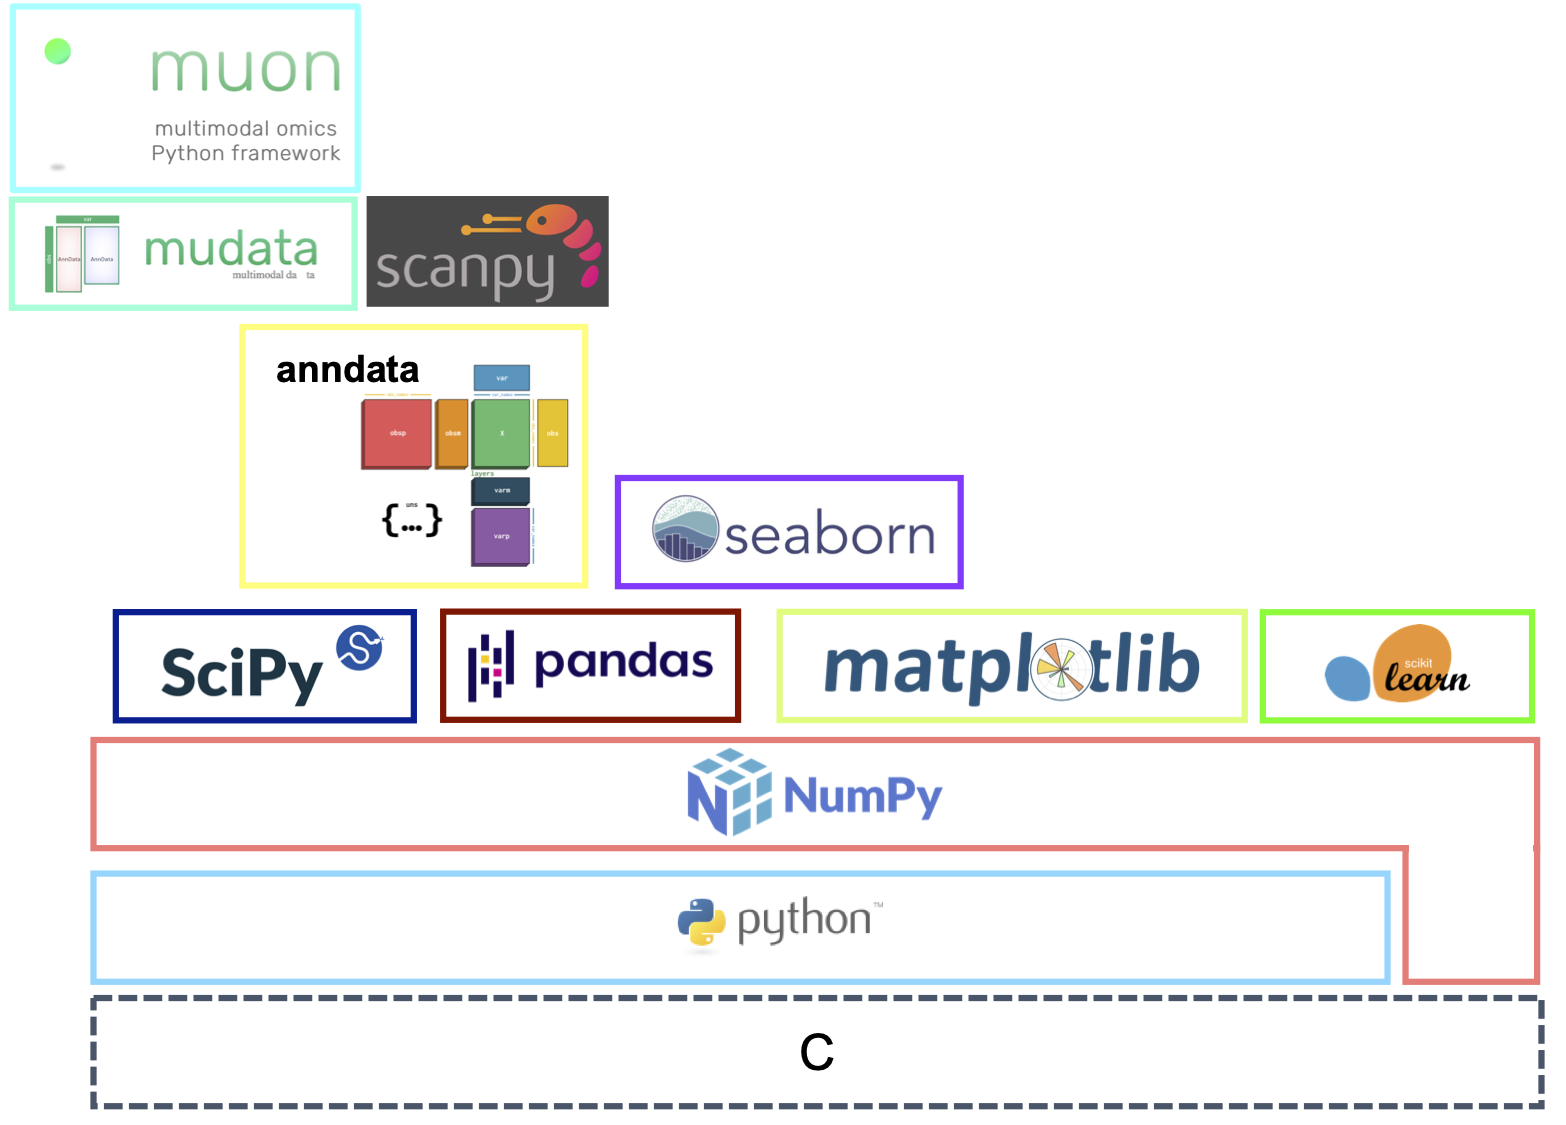 muon
multimodal omics
Python framework
var
obs
AnnData
AnnData
mudata
multimodal da ta
scanpy
anndata
var
obsp
obsm
X
obs
layers
varm
uns
{...}
varp
seaborn
SciPy
pandas
matplotlib
scikit
learn
NumPy
python™
C